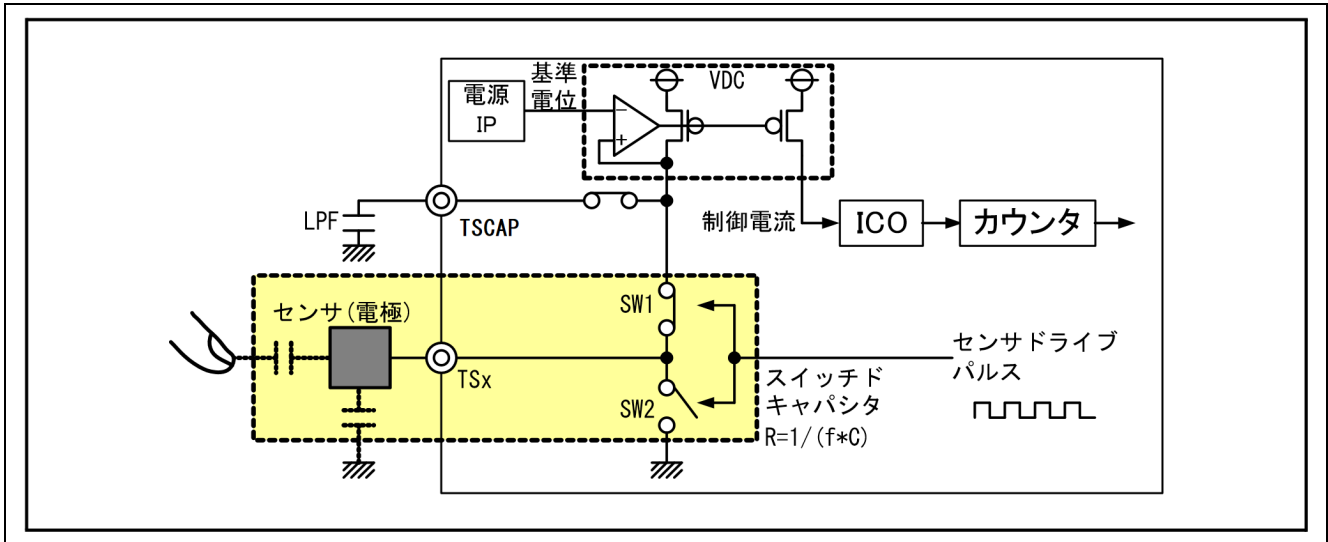 電源
IP
基準
電位
VDC
−
+
LPF
TSCAP
制御電流
ICO
カウンタ
センサ(電極)
TSx
SW1
SW2
スイッチド
キャパシタ
R=1/(f*C)
センサドライブ
パルス